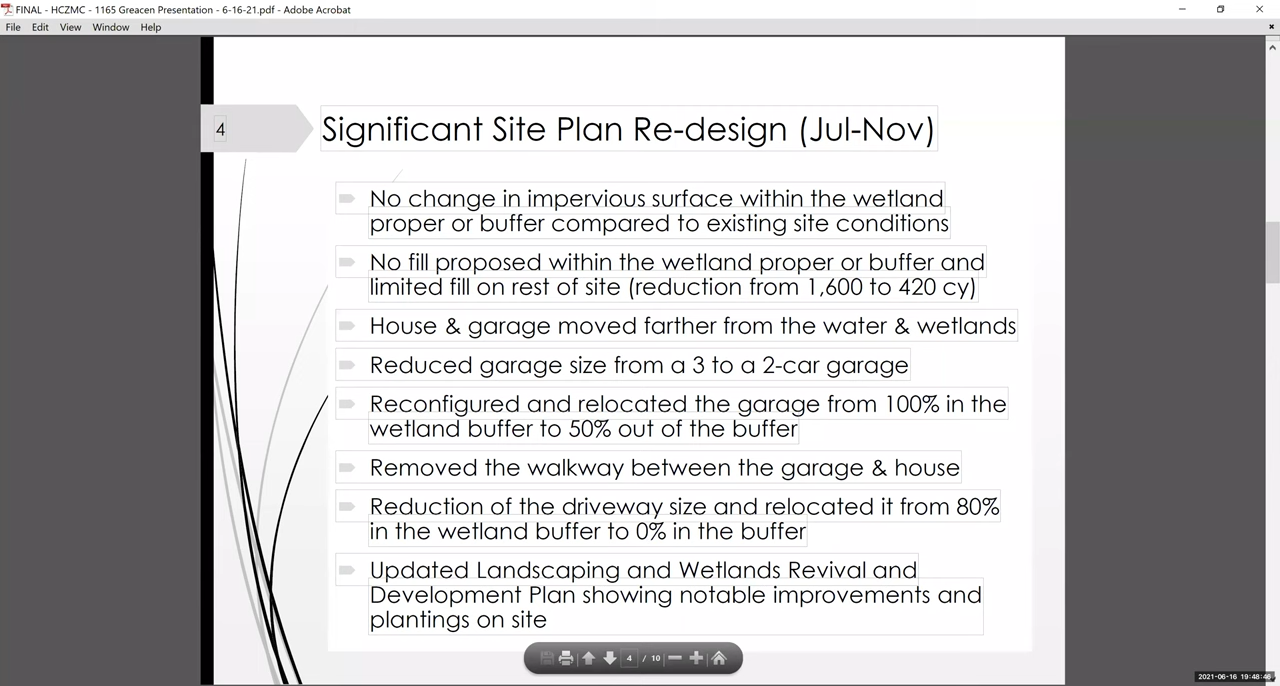 FINAL - HCZMC - 1165 Greacen Presentation - 6-16-21.pdf - Adobe Acrobat
File Edit View Window Help
4
Significant Site Plan Re-design (Jul-Nov)
No change in impervious surface within the wetland
proper or buffer compared to existing site conditions
No fill proposed within the wetland proper or buffer and
limited fill on rest of site (reduction from 1,600 to 420 cy)
House & garage moved farther from the water & wetlands
Reduced garage size from a 3 to a 2-car garage
Reconfigured and relocated the garage from 100% in the
wetland buffer to 50% out of the buffer
Removed the walkway between the garage & house
Reduction of the driveway size and relocated it from 80%
in the wetland buffer to 0% in the buffer
Updated Landscaping and Wetlands Revival and
Development Plan showing notable improvements and
plantings on site
4 / 10
2021-06-16 19:48:46